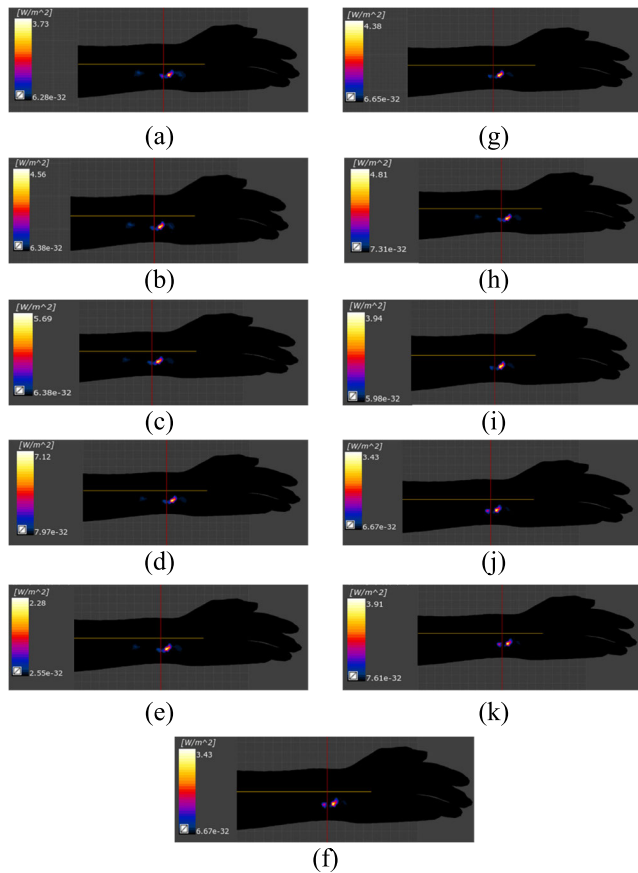 [W/m^2]
3.73
6.28e-32
(a)
[W/m^2]
4.38
6.65e-32
(g)
[W/m^2]
4.56
6.38e-32
(b)
[W/m^2]
4.81
7.31e-32
(h)
[W/m^2]
5.69
6.38e-32
(c)
[W/m^2]
3.94
5.98e-32
(i)
[W/m^2]
7.12
7.97e-32
(d)
[W/m^2]
3.43
6.67e-32
(j)
[W/m^2]
2.28
2.55e-32
(e)
[W/m^2]
3.91
7.61e-32
(k)
[W/m^2]
3.43
6.67e-32
(f)